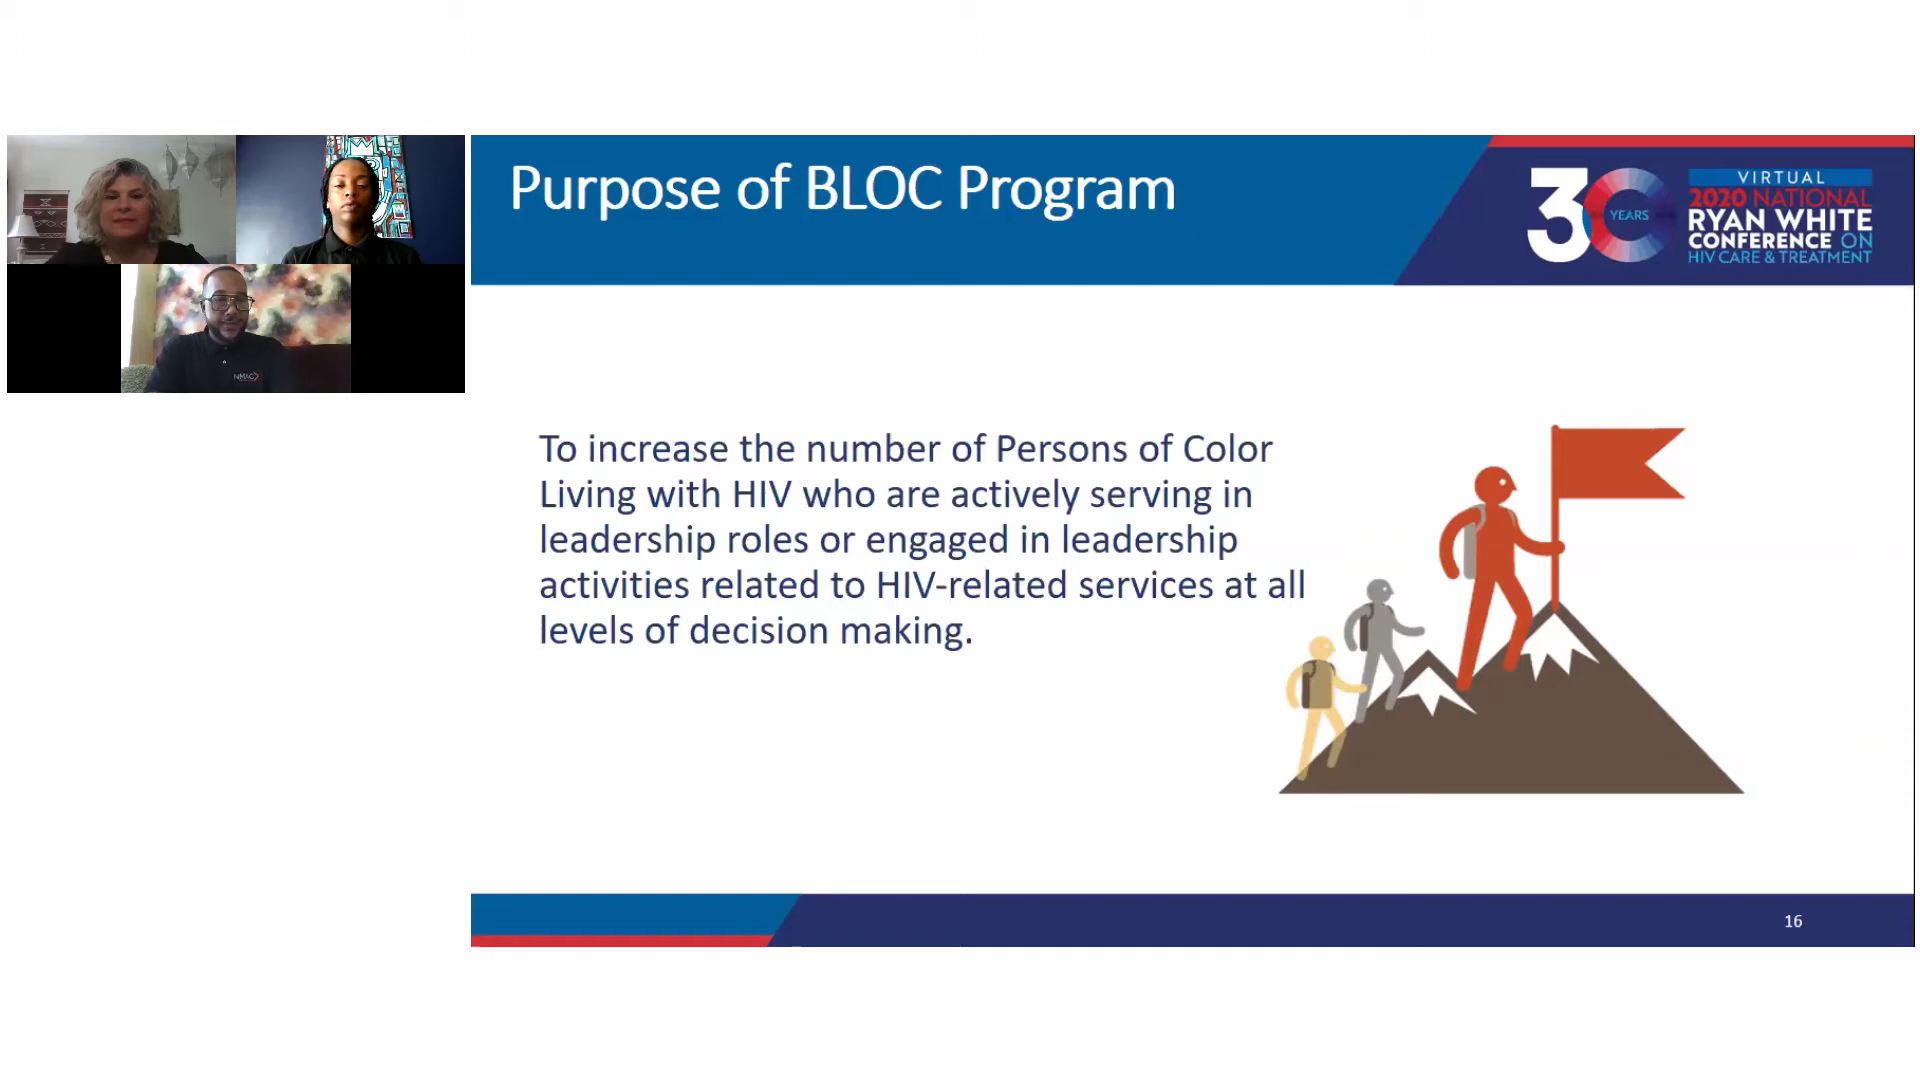 Purpose of BLOC Program
30
YEARS
VIRTUAL
2020 NATIONAL
RYAN WHITE
CONFERENCE ON
HIV CARE & TREATMENT
NMAC
To increase the number of Persons of Color
Living with HIV who are actively serving in
leadership roles or engaged in leadership
activities related to HIV-related services at all
levels of decision making.
16